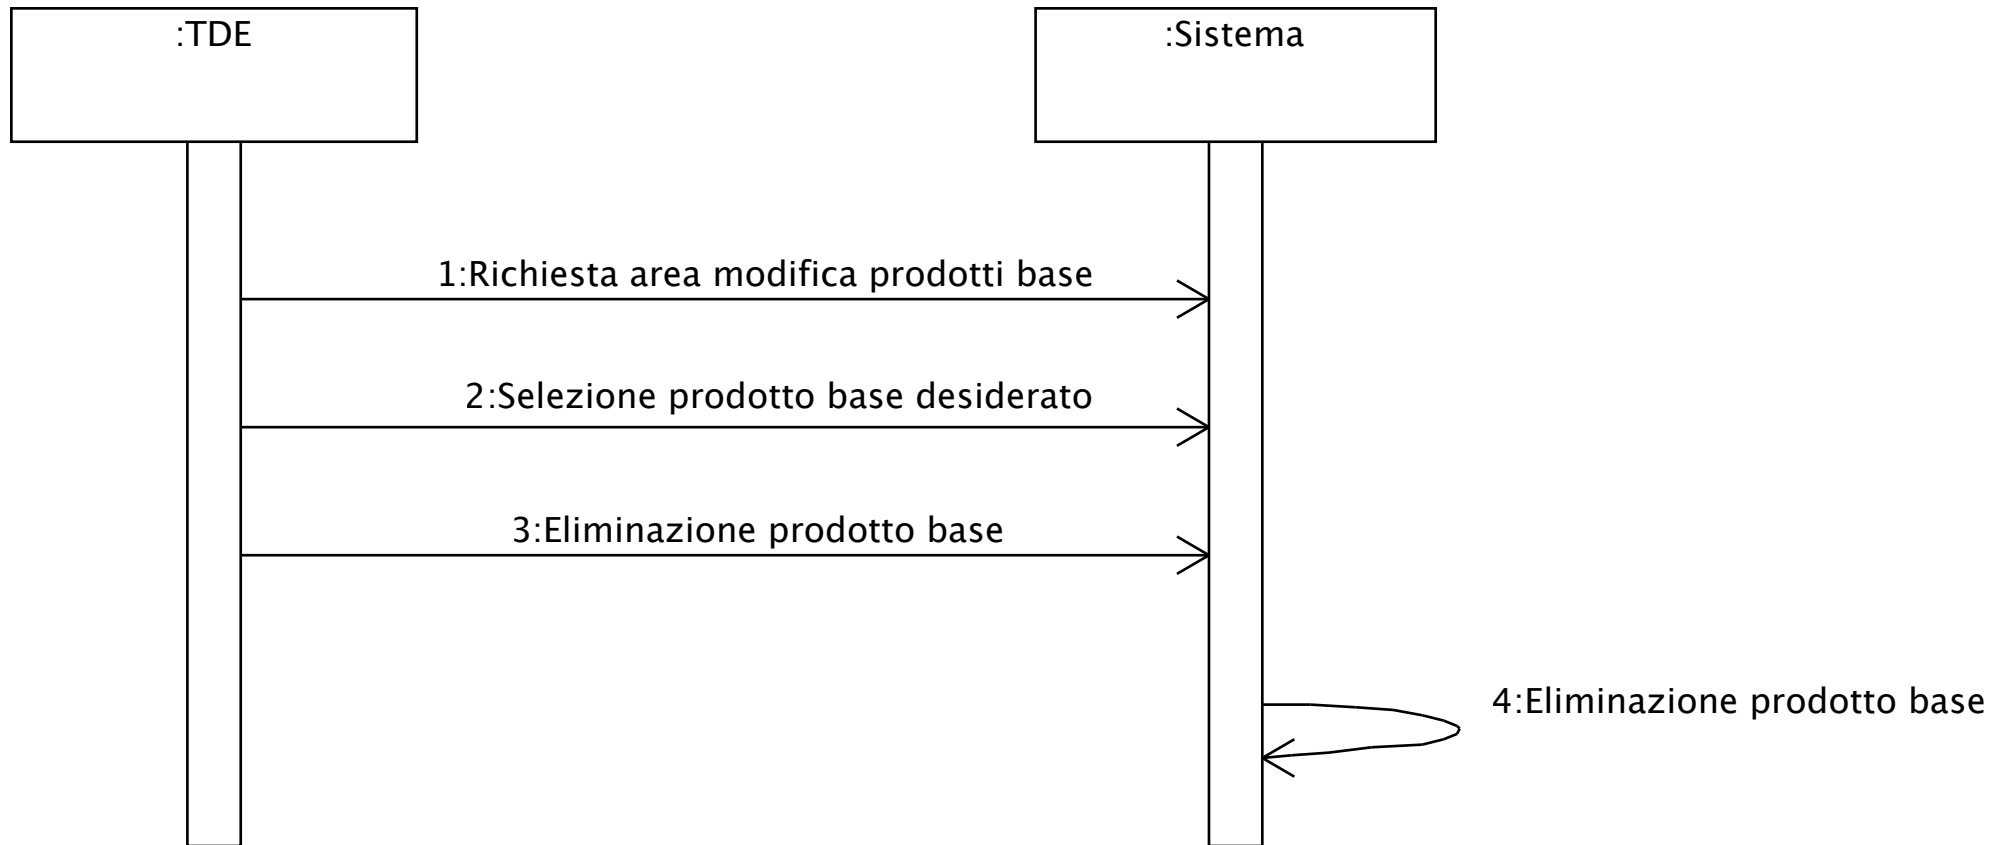 :TDE
:Sistema
1:Richiesta area modifica prodotti base
2:Selezione prodotto base desiderato
3:Eliminazione prodotto base
4:Eliminazione prodotto base